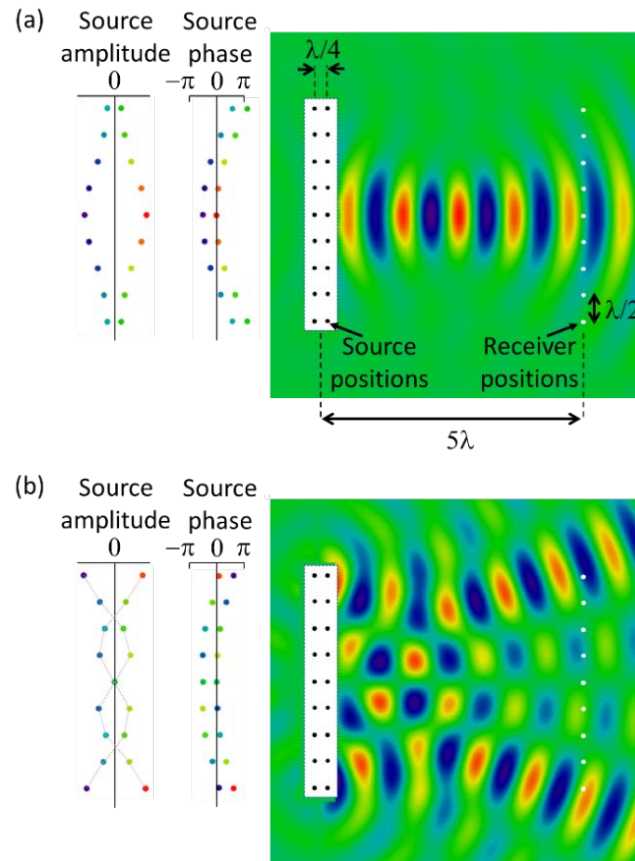 (a)
Source
amplitude
Source
phase
0
−π 0 π
λ/4
λ/2
Source
positions
Receiver
positions
5λ
(b)
Source
amplitude
Source
phase
0
−π 0 π